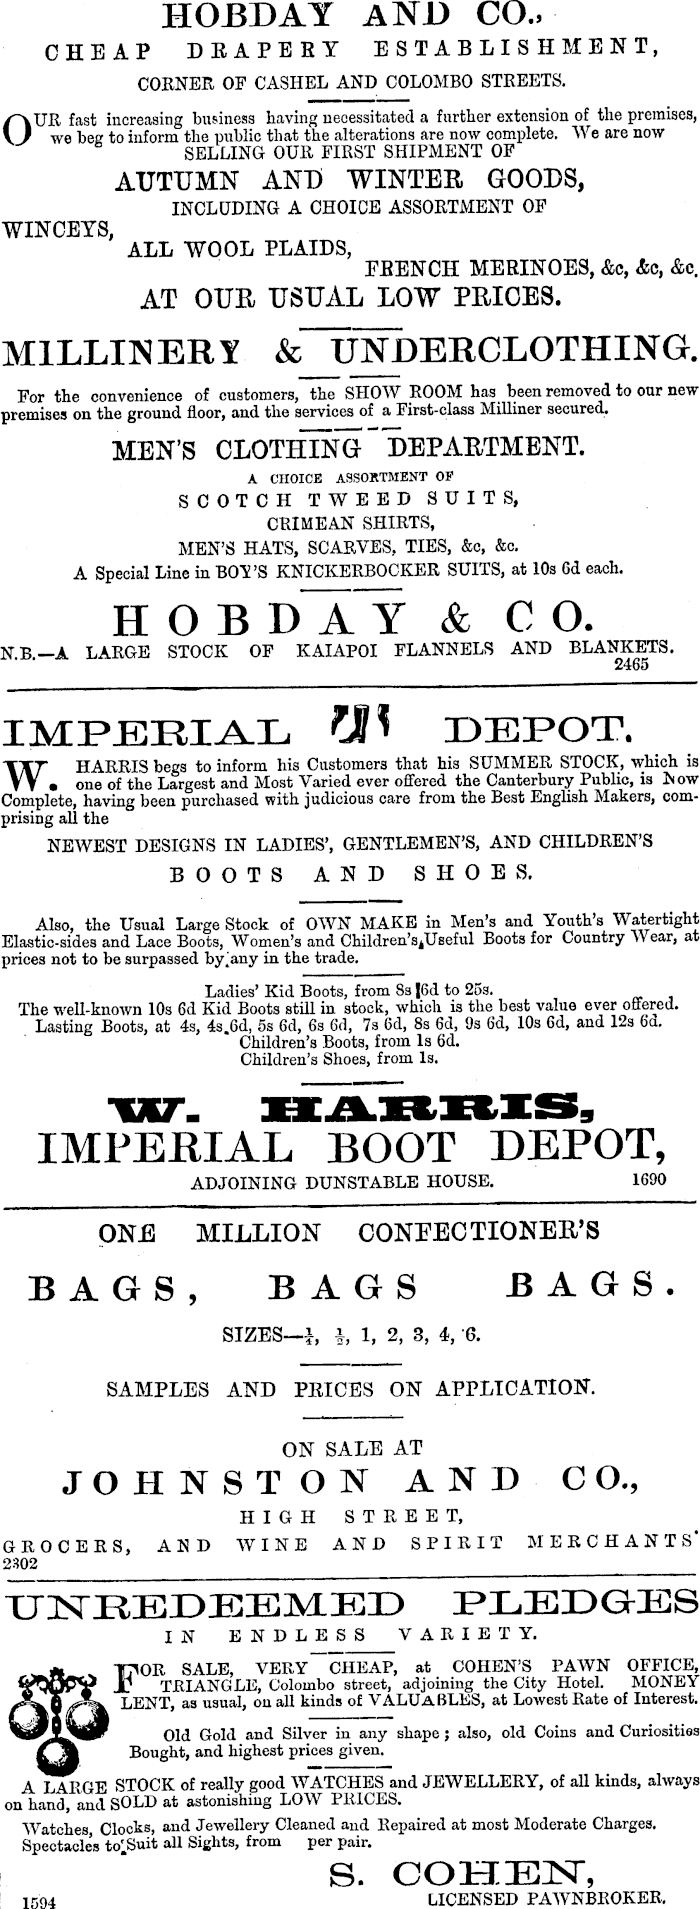 HOBDAY AND CO.,
CHEAP DRAPERY ESTABLISHMENT,
CORNER OF CASHEL AND COLOMBO STREETS.
OUR fast increasing business having necessitated a further extension of the premises,
we beg to inform the public that the alterations are now complete. We are now
SELLING OUR FIRST SHIPMENT OF
AUTUMN AND WINTER GOODS,
INCLUDING A CHOICE ASSORTMENT OF
WINCEYS,
ALL WOOL PLAIDS,
FRENCH MERINOES, &c, &c, &c.
AT OUR USUAL LOW PRICES.
MILLINERY & UNDERCLOTHING.
For the convenience of customers, the SHOW ROOM has been removed to our new
premises on the ground floor, and the services of a First-class Milliner secured.
MEN'S CLOTHING DEPARTMENT.
A CHOICE ASSORTMENT OF
SCOTCH TWEED SUITS,
CRIMEAN SHIRTS,
MEN'S HATS, SCARVES, TIES, &c, &c.
A Special Line in BOY'S KNICKERBOCKER SUITS, at 10s 6d each.
HOBDAY & CO.
N.B.—A LARGE STOCK OF KAIAPOI FLANNELS AND BLANKETS.
2465
IMPERIAL DEPOT.
W. HARRIS begs to inform his Customers that his SUMMER STOCK, which is
one of the Largest and Most Varied ever offered the Canterbury Public, is Now
Complete, having been purchased with judicious care from the Best English Makers, com-
prising all the
NEWEST DESIGNS IN LADIES', GENTLEMEN'S, AND CHILDREN'S
BOOTS AND SHOES.
Also, the Usual Large Stock of OWN MAKE in Men's and Youth's Watertight
Elastic-sides and Lace Boots, Women's and Children's Useful Boots for Country Wear, at
prices not to be surpassed by any in the trade.
Ladies' Kid Boots, from 8s 6d to 25s.
The well-known 10s 6d Kid Boots still in stock, which is the best value ever offered.
Lasting Boots, at 4s, 4s 6d, 5s 6d, 6s 6d, 7s 6d, 8s 6d, 9s 6d, 10s 6d, and 12s 6d.
Children's Boots, from 1s 6d.
Children's Shoes, from 1s.
W. HARRIS,
IMPERIAL BOOT DEPOT,
ADJOINING DUNSTABLE HOUSE. 1690
ONE MILLION CONFECTIONER'S
BAGS, BAGS BAGS.
SIZES—¼, ½, 1, 2, 3, 4, 6.
SAMPLES AND PRICES ON APPLICATION.
ON SALE AT
JOHNSTON AND CO.,
HIGH STREET,
GROCERS, AND WINE AND SPIRIT MERCHANTS
2302
UNREDEEMED PLEDGES
IN ENDLESS VARIETY.
FOR SALE, VERY CHEAP, at COHEN'S PAWN OFFICE,
TRIANGLE, Colombo street, adjoining the City Hotel. MONEY
LENT, as usual, on all kinds of VALUABLES, at Lowest Rate of Interest.
Old Gold and Silver in any shape; also, old Coins and Curiosities
Bought, and highest prices given.
A LARGE STOCK of really good WATCHES and JEWELLERY, of all kinds, always
on hand, and SOLD at astonishing LOW PRICES.
Watches, Clocks, and Jewellery Cleaned and Repaired at most Moderate Charges.
Spectacles to Suit all Sights, from per pair.
S. COHEN,
1594 LICENSED PAWNBROKER.